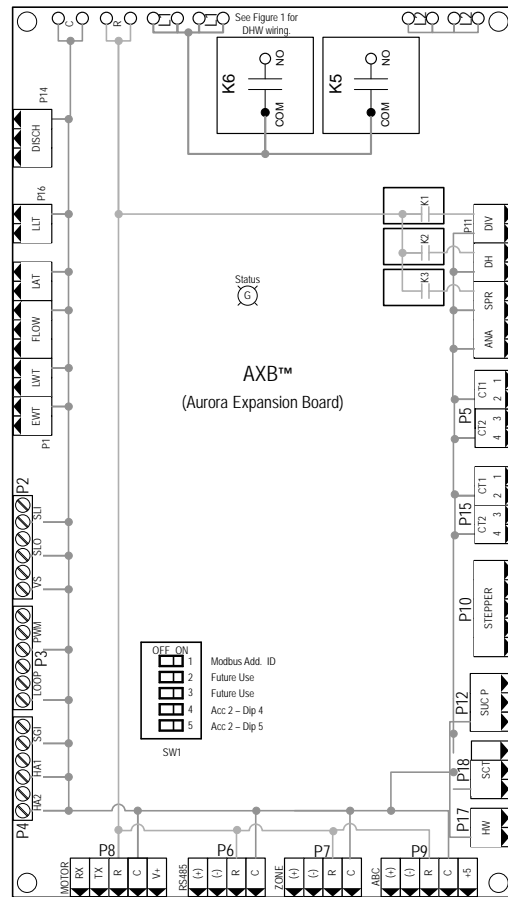 C
R
L1
L1
See Figure 1 for
DHW wiring.
L2
L2
K6
NO
COM
K5
NO
COM
P14
DISCH
P16
LLT
LAT
FLOW
LWT
EWT
P1
K1
K2
K3
P11
DIV
DH
SPR
ANA
Status
G
AXB™
(Aurora Expansion Board)
CT1
1
2
CT2
3
4
P5
CT1
1
2
CT2
3
4
P15
P2
SLI
SLO
VS
P3
PWM
LOOP
P4
SGI
HA1
HA2
P10
STEPPER
P12
SUC P
P18
SCT
P17
HW
OFF ON
1 Modbus Add. ID
2 Future Use
3 Future Use
4 Acc 2 – Dip 4
5 Acc 2 – Dip 5
SW1
P8
MOTOR
RX
TX
R
C
V+
P6
RS485
(+)
(-)
R
C
P7
ZONE
(+)
(-)
R
C
P9
ABC
(+)
(-)
R
C
+5